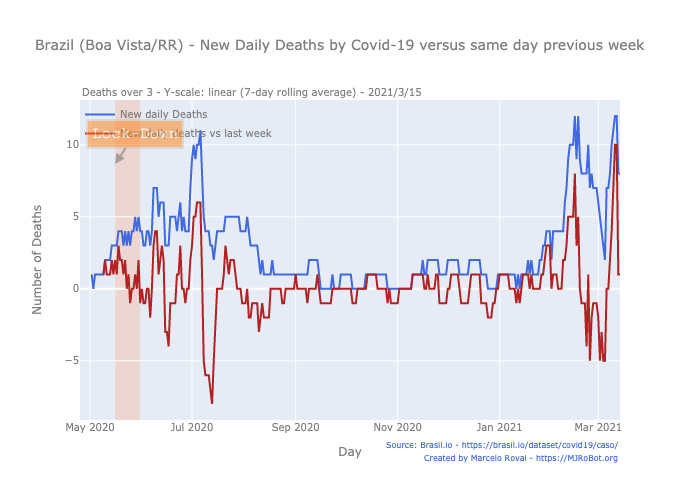 Brazil (Boa Vista/RR) - New Daily Deaths by Covid-19 versus same day previous week
Deaths over 3 - Y-scale: linear (7-day rolling average) - 2021/3/15
New daily Deaths
New daily deaths vs last week
Lock Down
10
5
0
−5
Number of Deaths
May 2020 Jul 2020 Sep 2020 Nov 2020 Jan 2021 Mar 2021
Day
Source: Brasil.io - https://brasil.io/dataset/covid19/caso/
Created by Marcelo Rovai - https://MJRoBot.org